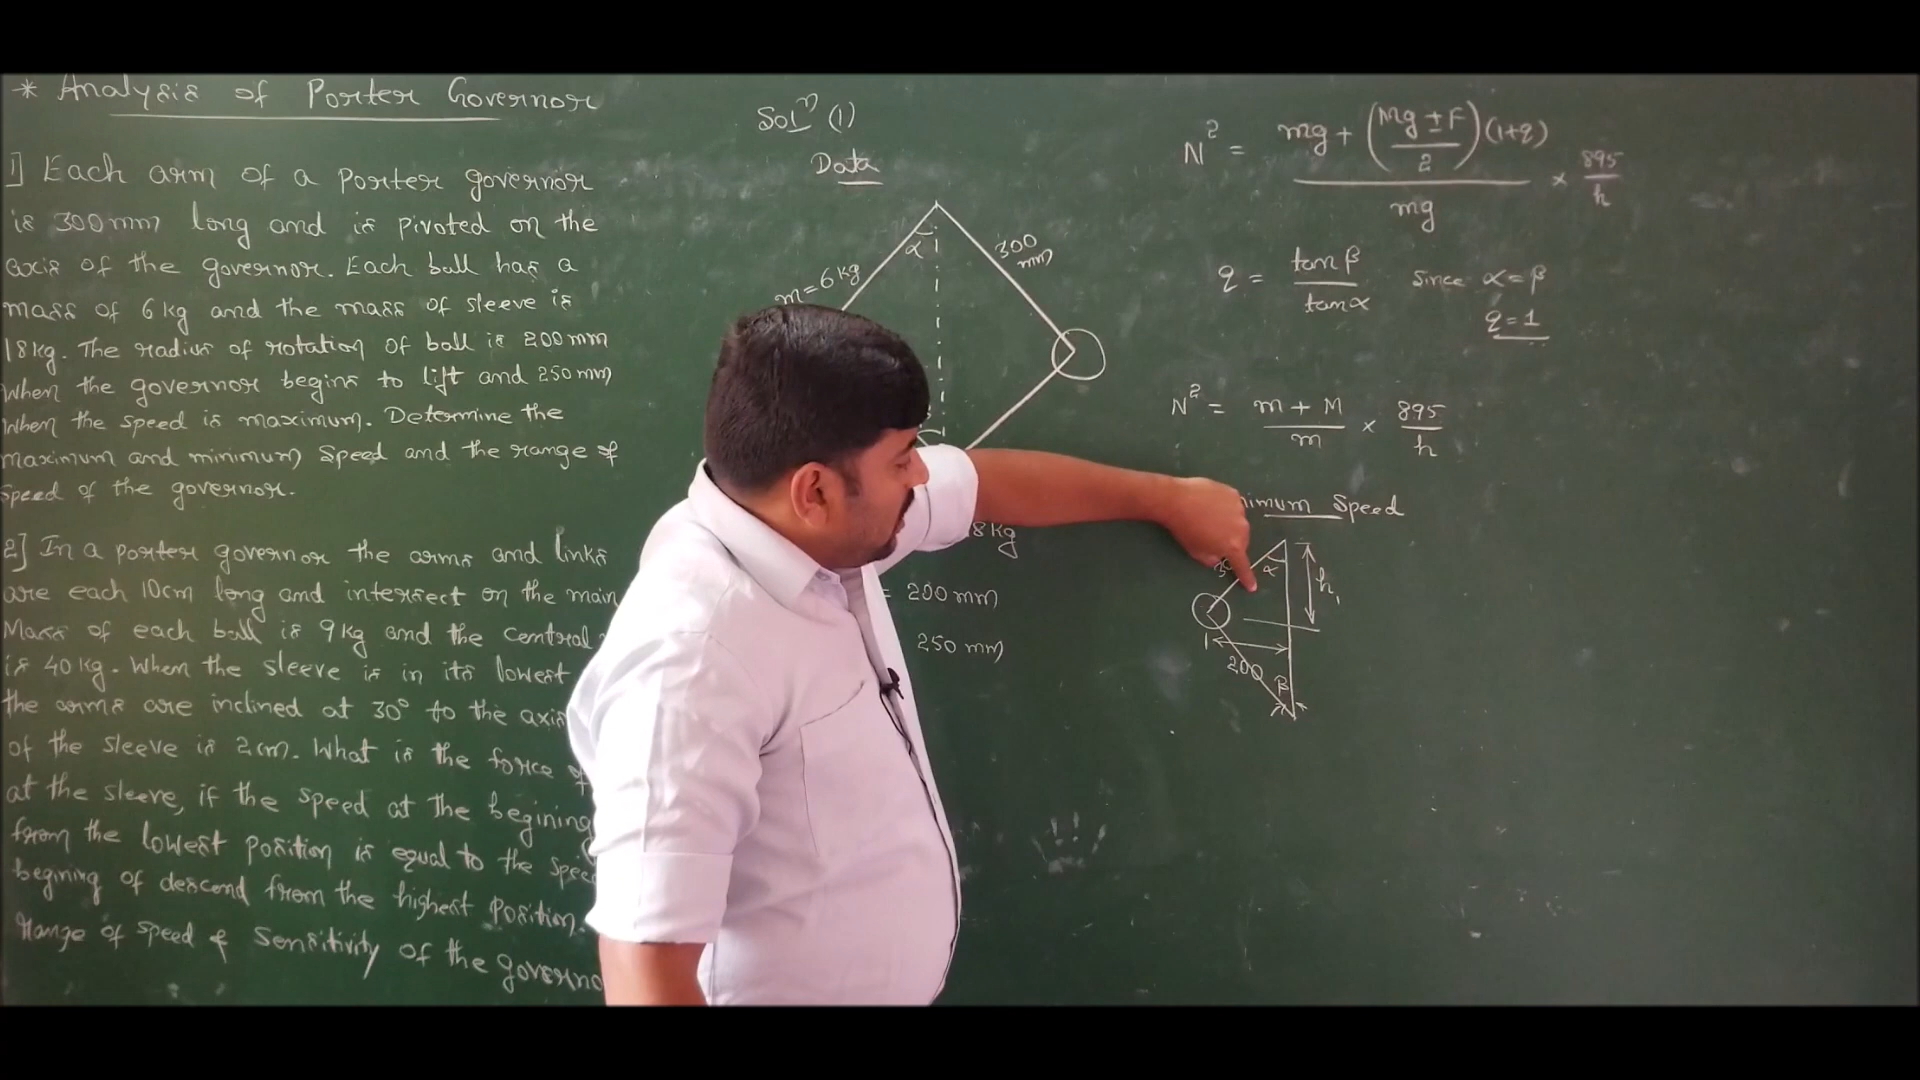 * Analysis of Porter Governor
1] Each arm of a porter governor
is 300mm long and is pivoted on the
axis of the governor. Each ball has a
mass of 6 kg and the mass of sleeve is
18kg. The radius of rotation of ball is 200 mm
When the governor begins to lift and 250 mm
When the speed is maximum. Determine the
maximum and minimum speed and the range of
speed of the governor.
2] In a porter governor the arms and links
are each 10cm long and intersect on the main
Mass of each ball is 9 kg and the central
is 40 kg. When the sleeve is in its lowest
the arms are inclined at 30° to the axis
of the sleeve is 2cm. What is the force of
at the sleeve, if the speed at the begining
from the lowest position is equal to the speed
begining of descend from the highest position.
range of speed & Sensitivity of the governo
Solⁿ (1)
Data
α
300 mm
m = 6 kg
8 kg
= 200 mm
250 mm
N² = mg + (Mg ± F / 2) (1+q) / mg × 895 / h
q = tan β / tan α Since α = β
q = 1
N² = m + M / m × 895 / h
nimum Speed
α
h₁
200
β